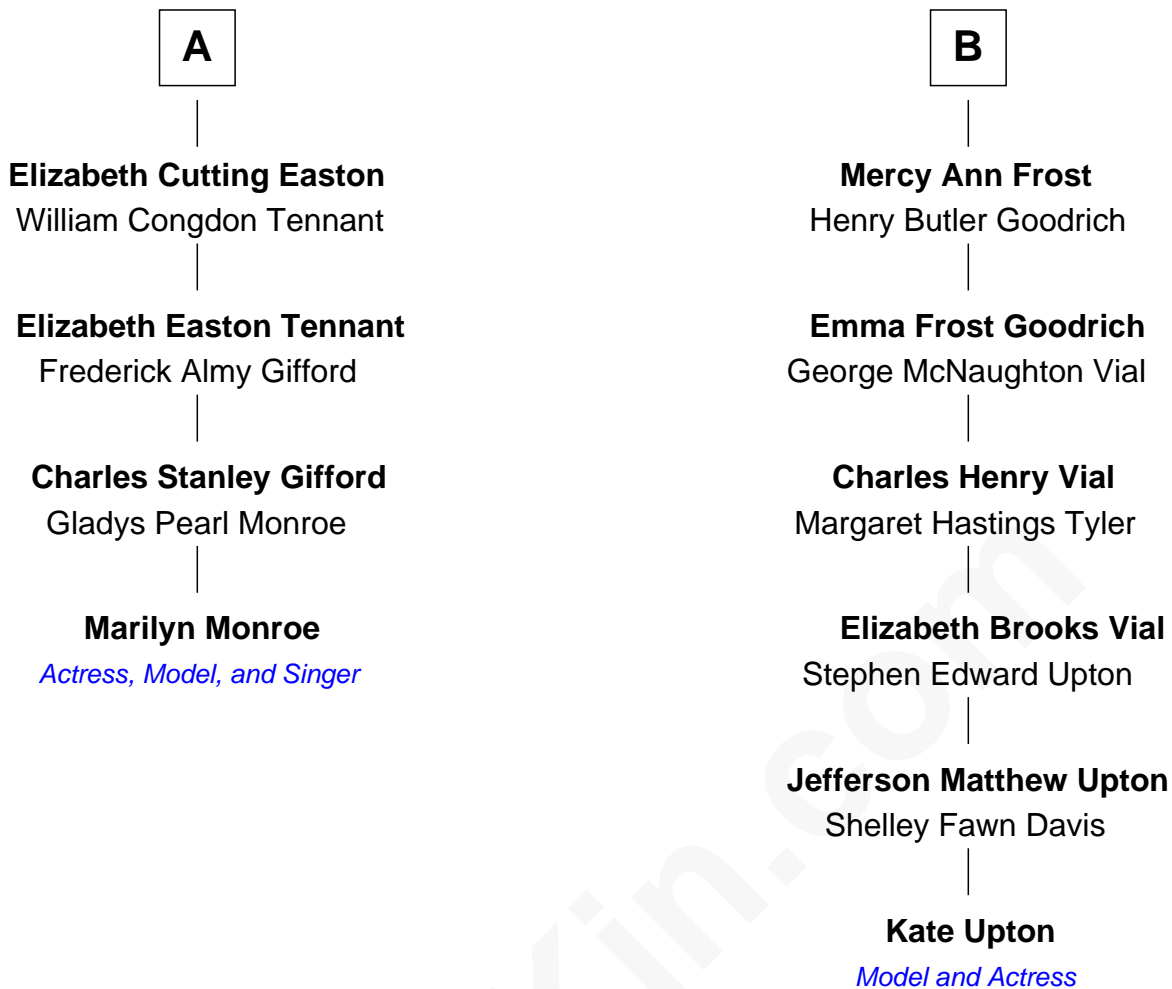 A
Elizabeth Cutting Easton
William Congdon Tennant
Elizabeth Easton Tennant
Frederick Almy Gifford
Charles Stanley Gifford
Gladys Pearl Monroe
Marilyn Monroe
Actress, Model, and Singer
B
Mercy Ann Frost
Henry Butler Goodrich
Emma Frost Goodrich
George McNaughton Vial
Charles Henry Vial
Margaret Hastings Tyler
Elizabeth Brooks Vial
Stephen Edward Upton
Jefferson Matthew Upton
Shelley Fawn Davis
Kate Upton
Model and Actress